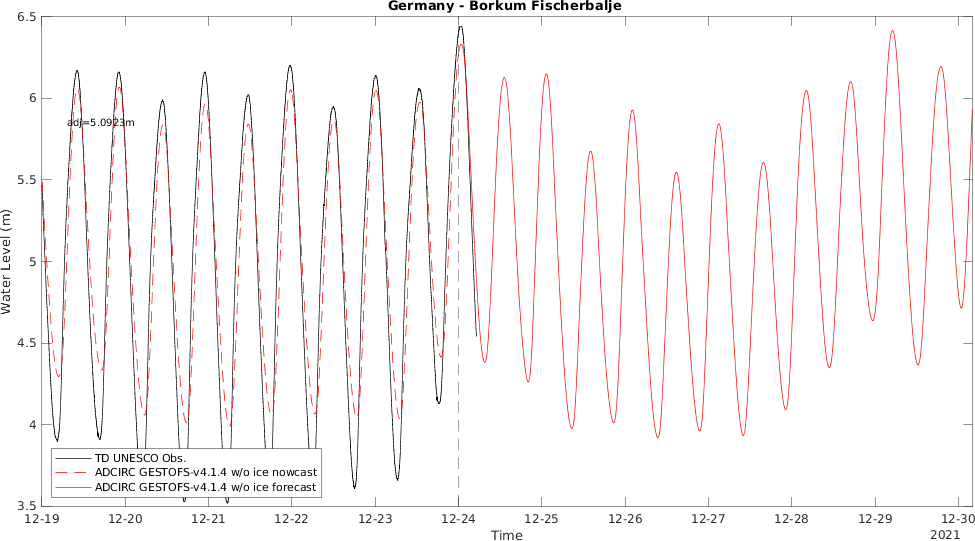 Germany - Borkum Fischerbalje
Water Level (m)
6.5
6
5.5
5
4.5
4
3.5
adj=5.0923m
TD UNESCO Obs.
ADCIRC GESTOFS-v4.1.4 w/o ice nowcast
ADCIRC GESTOFS-v4.1.4 w/o ice forecast
12-19 12-20 12-21 12-22 12-23 12-24 12-25 12-26 12-27 12-28 12-29 12-30
Time
2021